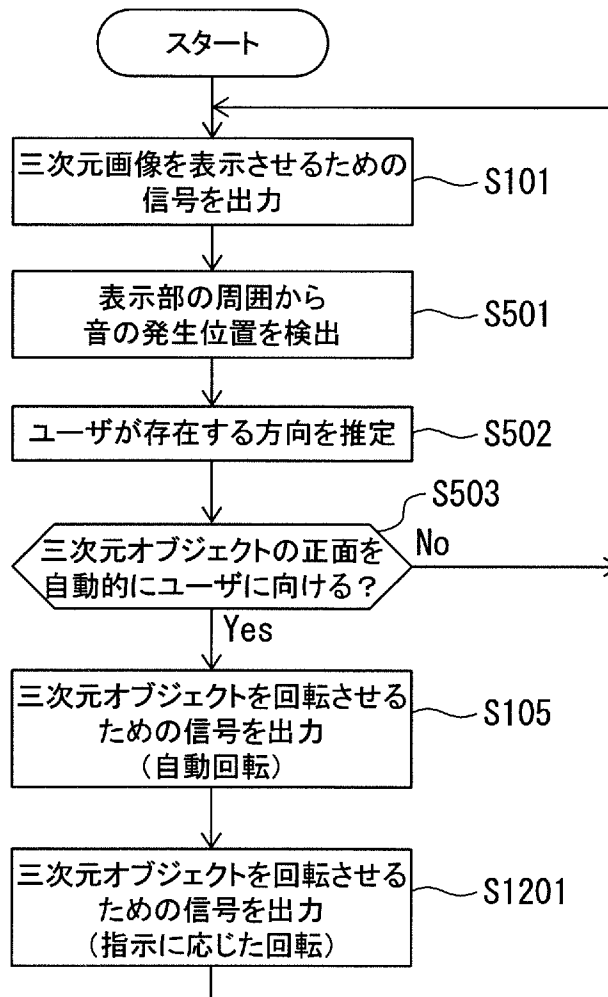 スタート
三次元画像を表示させるための
信号を出力
S101
表示部の周囲から
音の発生位置を検出
S501
ユーザが存在する方向を推定
S502
S503
三次元オブジェクトの正面を
自動的にユーザに向ける?
No
Yes
三次元オブジェクトを回転させる
ための信号を出力
(自動回転)
S105
三次元オブジェクトを回転させる
ための信号を出力
(指示に応じた回転)
S1201